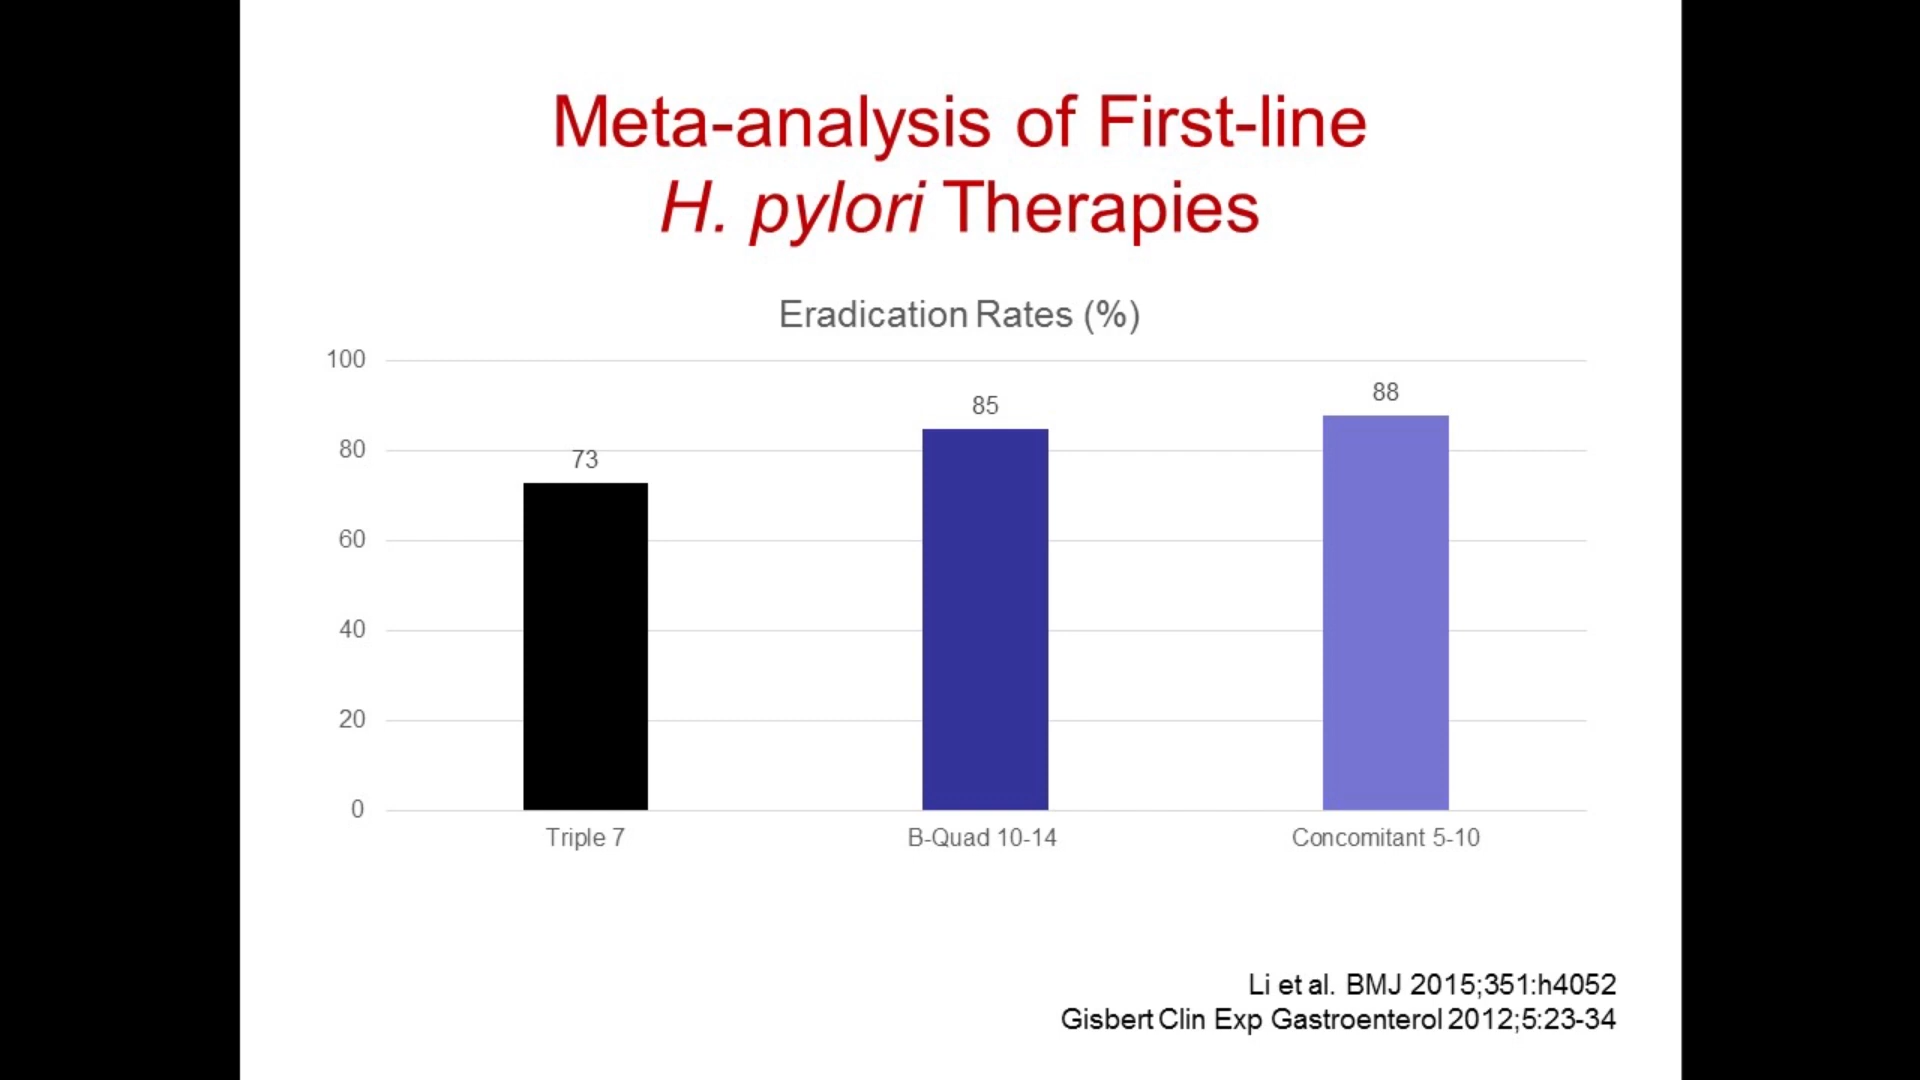 Meta-analysis of First-line
H. pylori Therapies
Eradication Rates (%)
100
80
60
40
20
0
73
85
88
Triple 7
B-Quad 10-14
Concomitant 5-10
Li et al. BMJ 2015;351:h4052
Gisbert Clin Exp Gastroenterol 2012;5:23-34